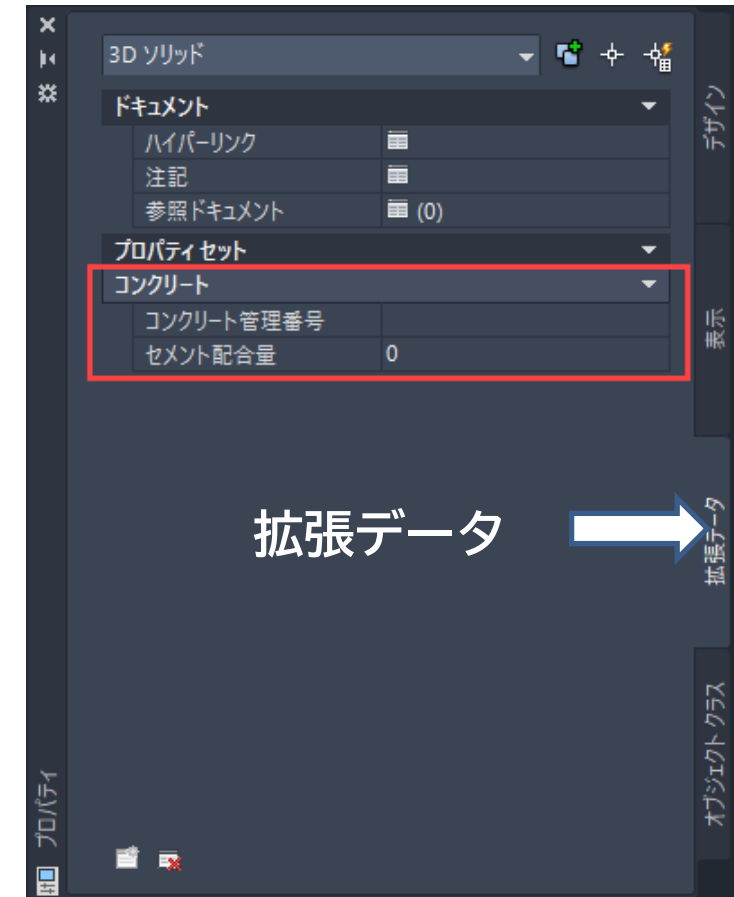 3D ソリッド
ドキュメント
ハイパーリンク
注記
参照ドキュメント (0)
プロパティ セット
コンクリート
コンクリート管理番号
セメント配合量 0
拡張データ
デザイン
表示
拡張データ
オブジェクト クラス
プロパティ